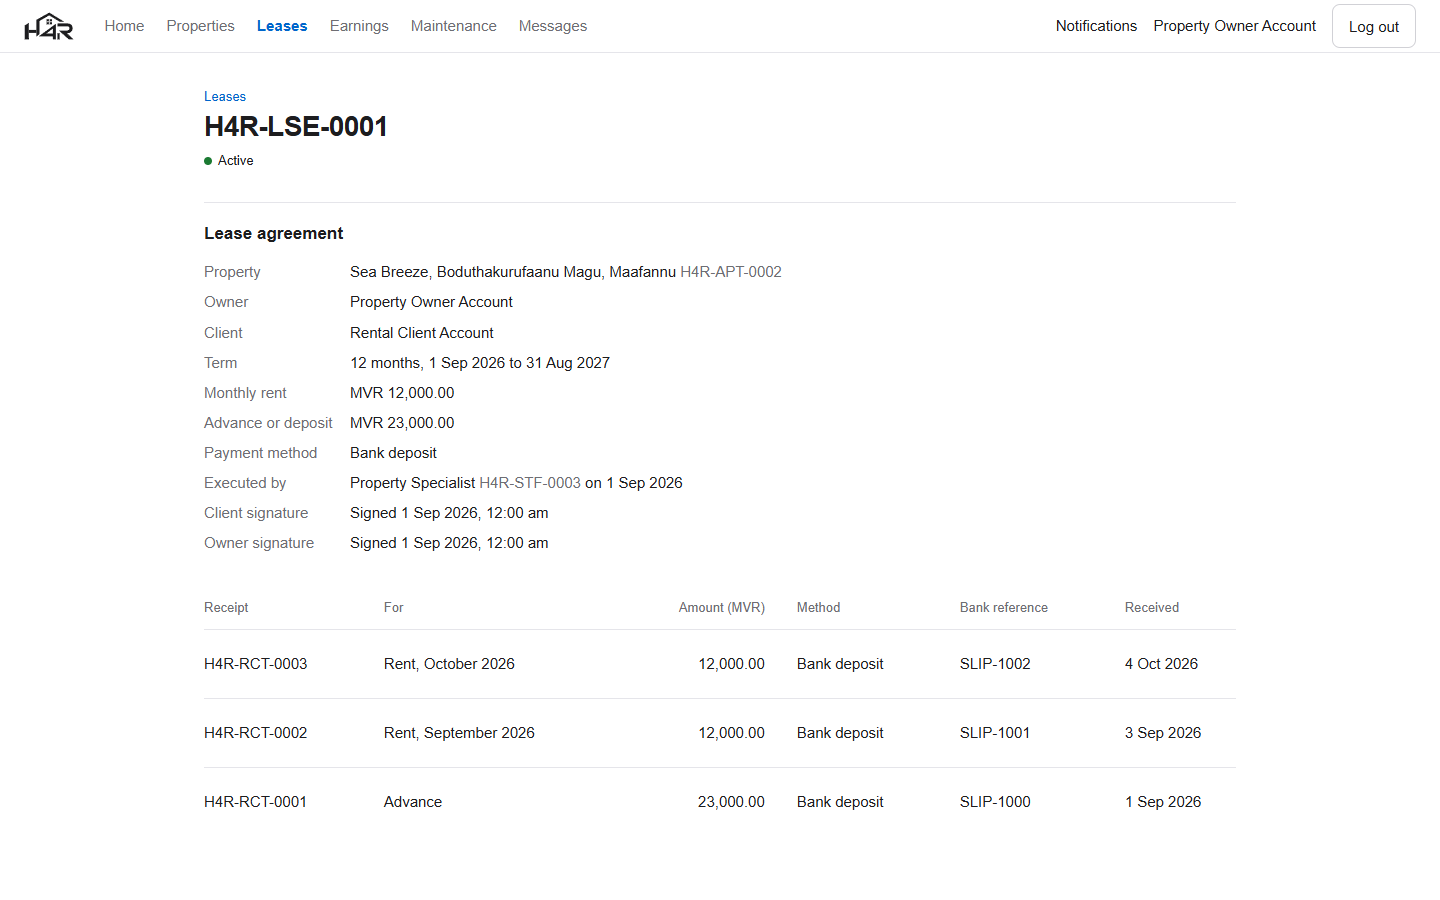 H4R Home Properties Leases Earnings Maintenance Messages Notifications Property Owner Account Log out
Leases
H4R-LSE-0001
Active
Lease agreement
Property Sea Breeze, Boduthakurufaanu Magu, Maafannu H4R-APT-0002
Owner Property Owner Account
Client Rental Client Account
Term 12 months, 1 Sep 2026 to 31 Aug 2027
Monthly rent MVR 12,000.00
Advance or deposit MVR 23,000.00
Payment method Bank deposit
Executed by Property Specialist H4R-STF-0003 on 1 Sep 2026
Client signature Signed 1 Sep 2026, 12:00 am
Owner signature Signed 1 Sep 2026, 12:00 am
Receipt For Amount (MVR) Method Bank reference Received
H4R-RCT-0003 Rent, October 2026 12,000.00 Bank deposit SLIP-1002 4 Oct 2026
H4R-RCT-0002 Rent, September 2026 12,000.00 Bank deposit SLIP-1001 3 Sep 2026
H4R-RCT-0001 Advance 23,000.00 Bank deposit SLIP-1000 1 Sep 2026